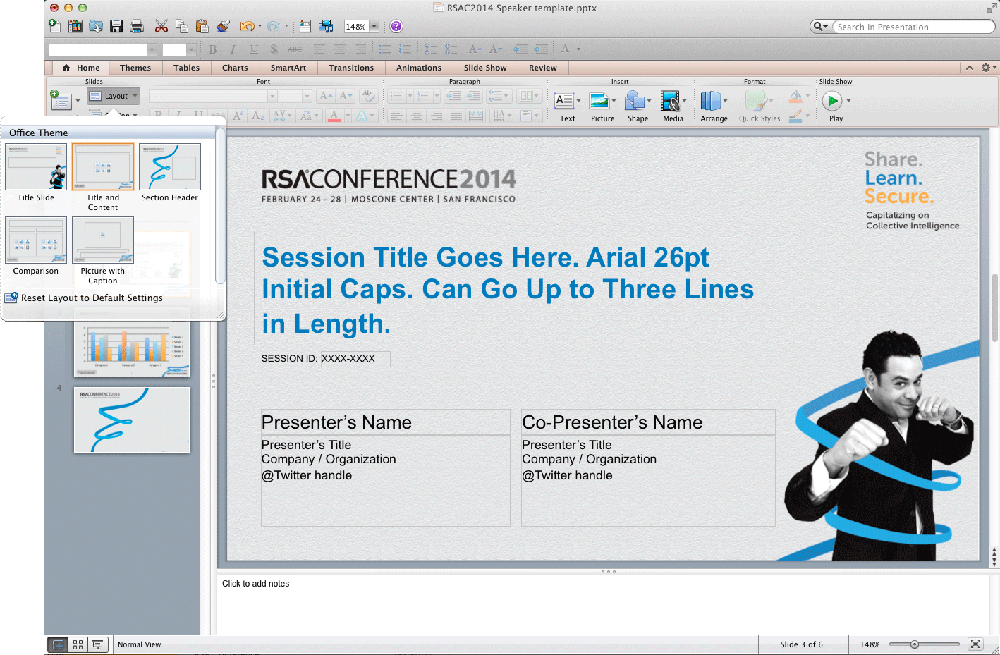 RSAC2014 Speaker template.pptx
148%
Search in Presentation
B I U S ABC
A A
A
Home Themes Tables Charts SmartArt Transitions Animations Slide Show Review
Slides Font Paragraph Insert Format Slide Show
Layout
Text Picture Shape Media Arrange Quick Styles Play
Office Theme
Title Slide
Title and
Content
Section Header
Comparison
Picture with
Caption
Reset Layout to Default Settings
4
RSACONFERENCE2014
RSA®CONFERENCE2014
FEBRUARY 24 – 28 | MOSCONE CENTER | SAN FRANCISCO
Share.
Learn.
Secure.
Capitalizing on
Collective Intelligence
Session Title Goes Here. Arial 26pt
Initial Caps. Can Go Up to Three Lines
in Length.
SESSION ID: XXXX-XXXX
Presenter’s Name
Presenter’s Title
Company / Organization
@Twitter handle
Co-Presenter’s Name
Presenter’s Title
Company / Organization
@Twitter handle
Click to add notes
Normal View
Slide 3 of 6
148%